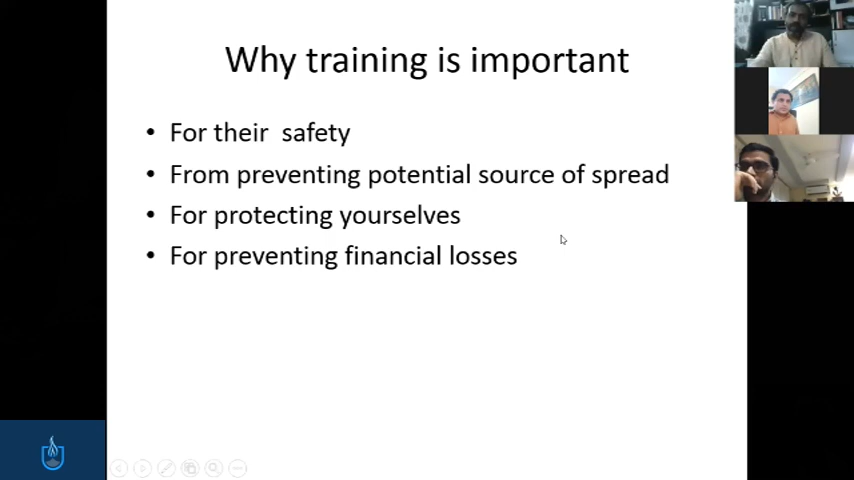 Why training is important
• For their  safety
• From preventing potential source of spread
• For protecting yourselves
• For preventing financial losses